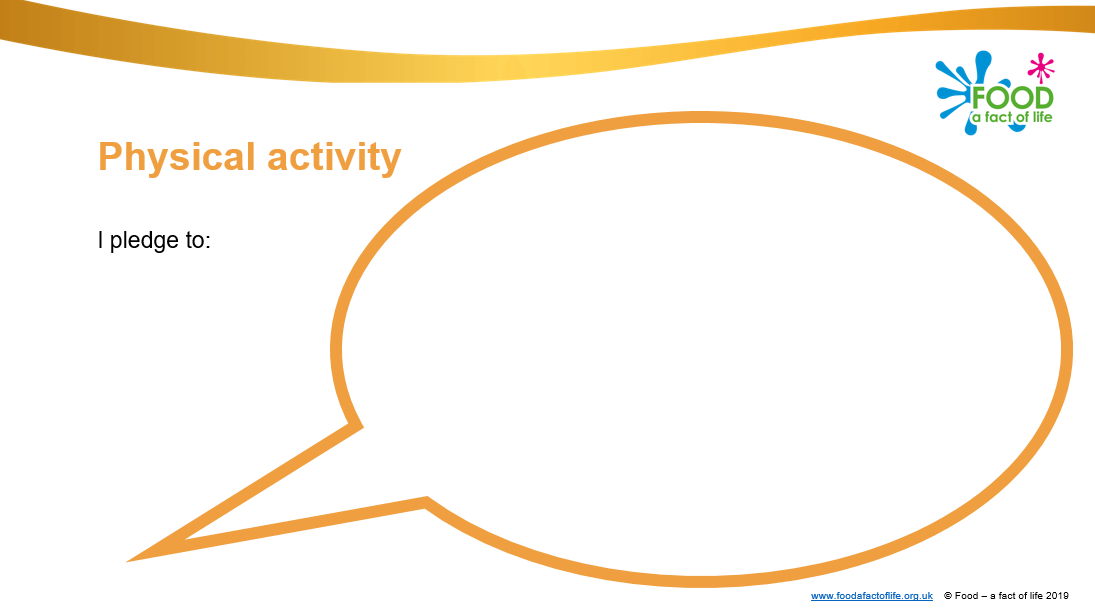 FOOD
a fact of life
Physical activity
I pledge to:
www.foodafactoflife.org.uk © Food – a fact of life 2019